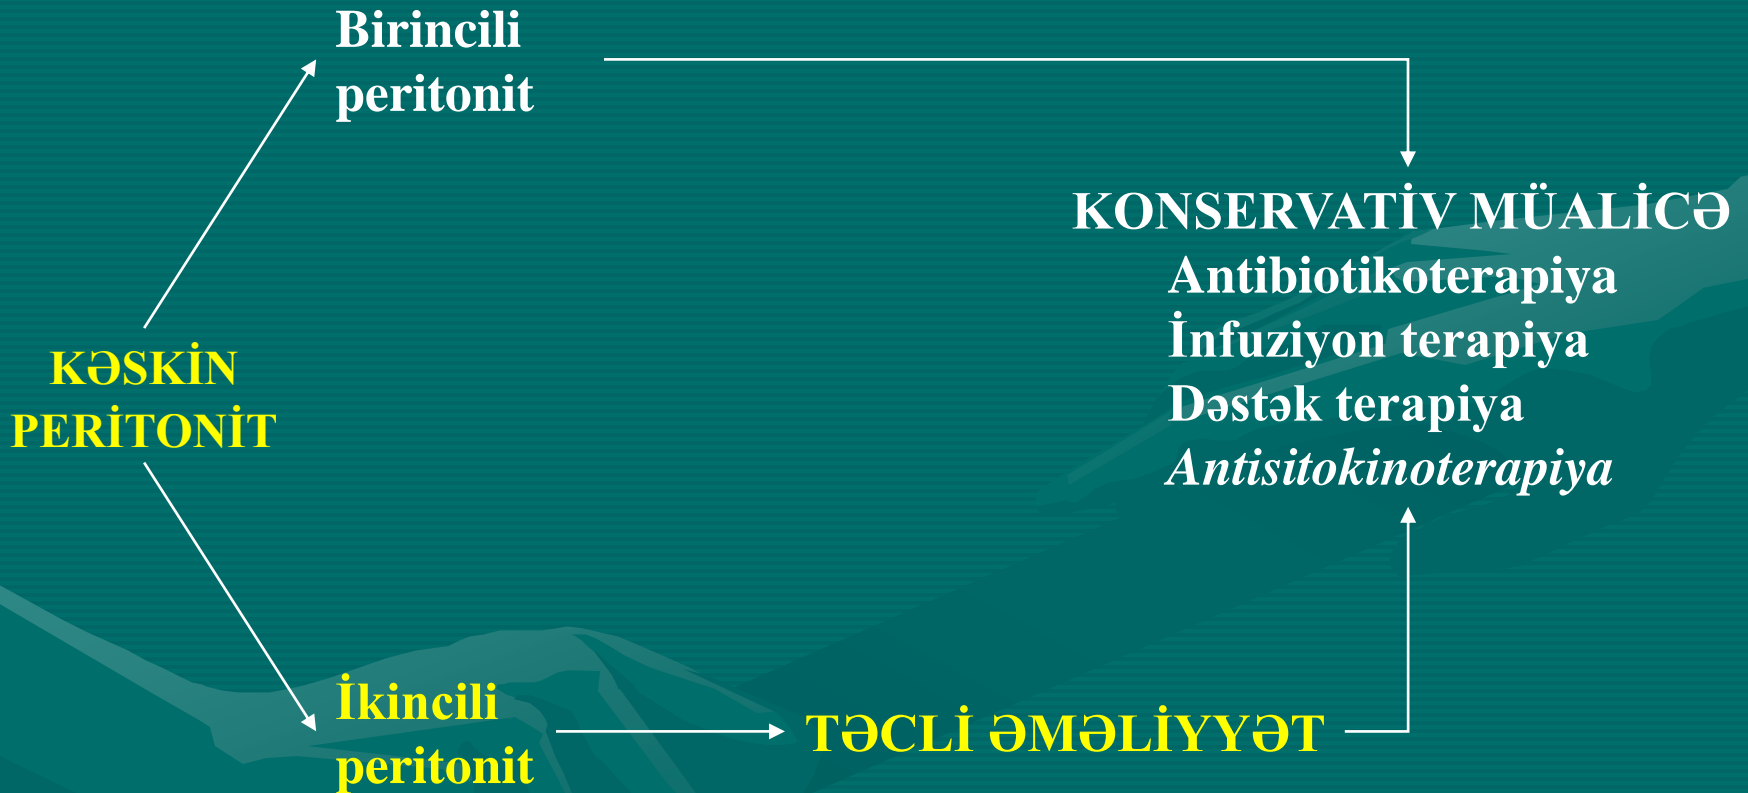 Birincili
peritonit
KONSERVATİV MÜALİCƏ
Antibiotikoterapiya
İnfuziyon terapiya
Dəstək terapiya
Antisitokinoterapiya
KƏSKİN
PERİTONİT
İkincili
peritonit
TƏCLİ ƏMƏLİYYƏT